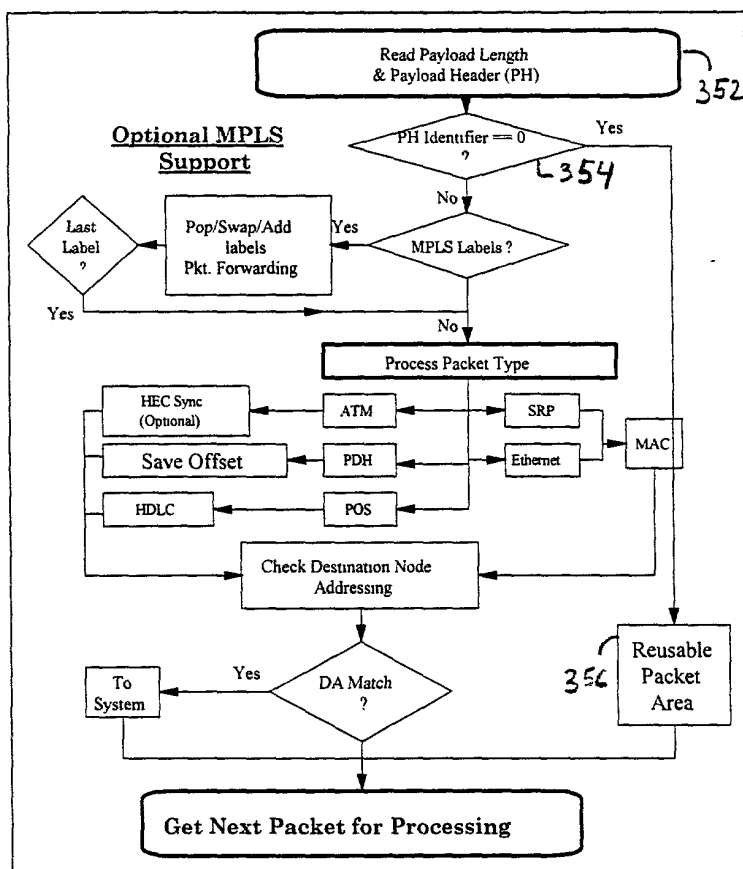 Read Payload Length
& Payload Header (PH)
352
Optional MPLS
Support
PH Identifier == 0
?
Yes
354
No
Last
Label
?
Pop/Swap/Add
labels
Pkt. Forwarding
Yes
MPLS Labels ?
Yes
No
Process Packet Type
HEC Sync
(Optional)
ATM
SRP
MAC
Save Offset
PDH
Ethernet
HDLC
POS
Check Destination Node
Addressing
356
Reusable
Packet
Area
To
System
Yes
DA Match
?
Get Next Packet for Processing